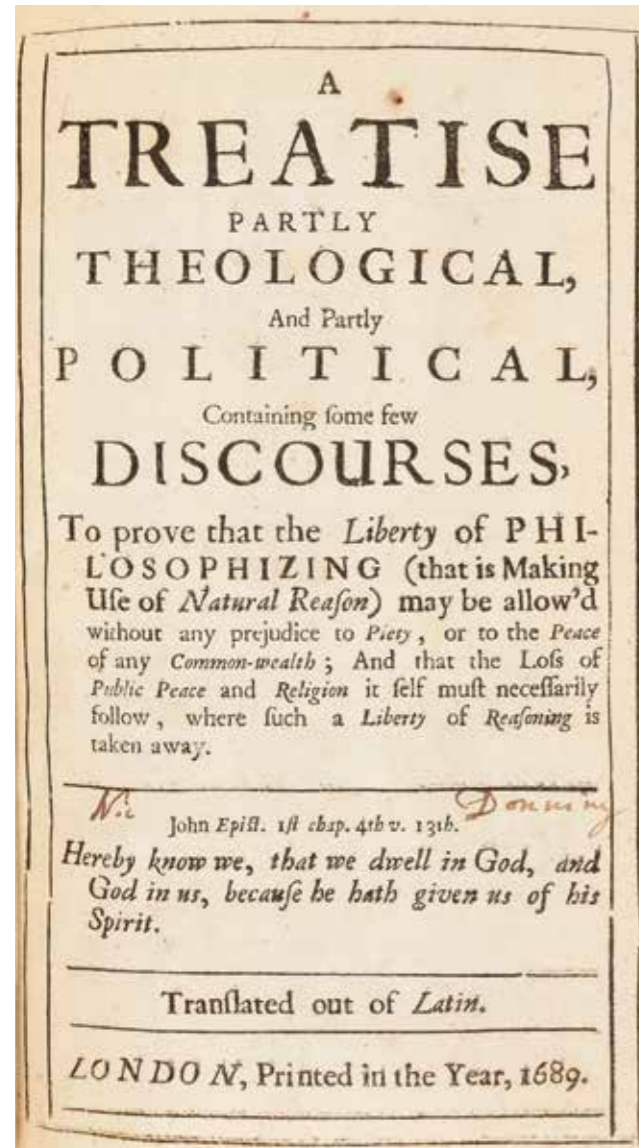 A
TREATISE
PARTLY
THEOLOGICAL,
And Partly
POLITICAL,
Containing ſome few
DISCOURSES,
To prove that the Liberty of PHI-
LOSOPHIZING (that is Making
Uſe of Natural Reaſon) may be allow'd
without any prejudice to Piety, or to the Peace
of any Common-wealth; And that the Loſs of
Public Peace and Religion it ſelf muſt neceſſarily
follow, where ſuch a Liberty of Reaſoning is
taken away.
Nic Donning
John Epiſt. 1ſt chap. 4th v. 13th.
Hereby know we, that we dwell in God, and
God in us, becauſe he hath given us of his
Spirit.
Tranſlated out of Latin.
LONDON, Printed in the Year, 1689.